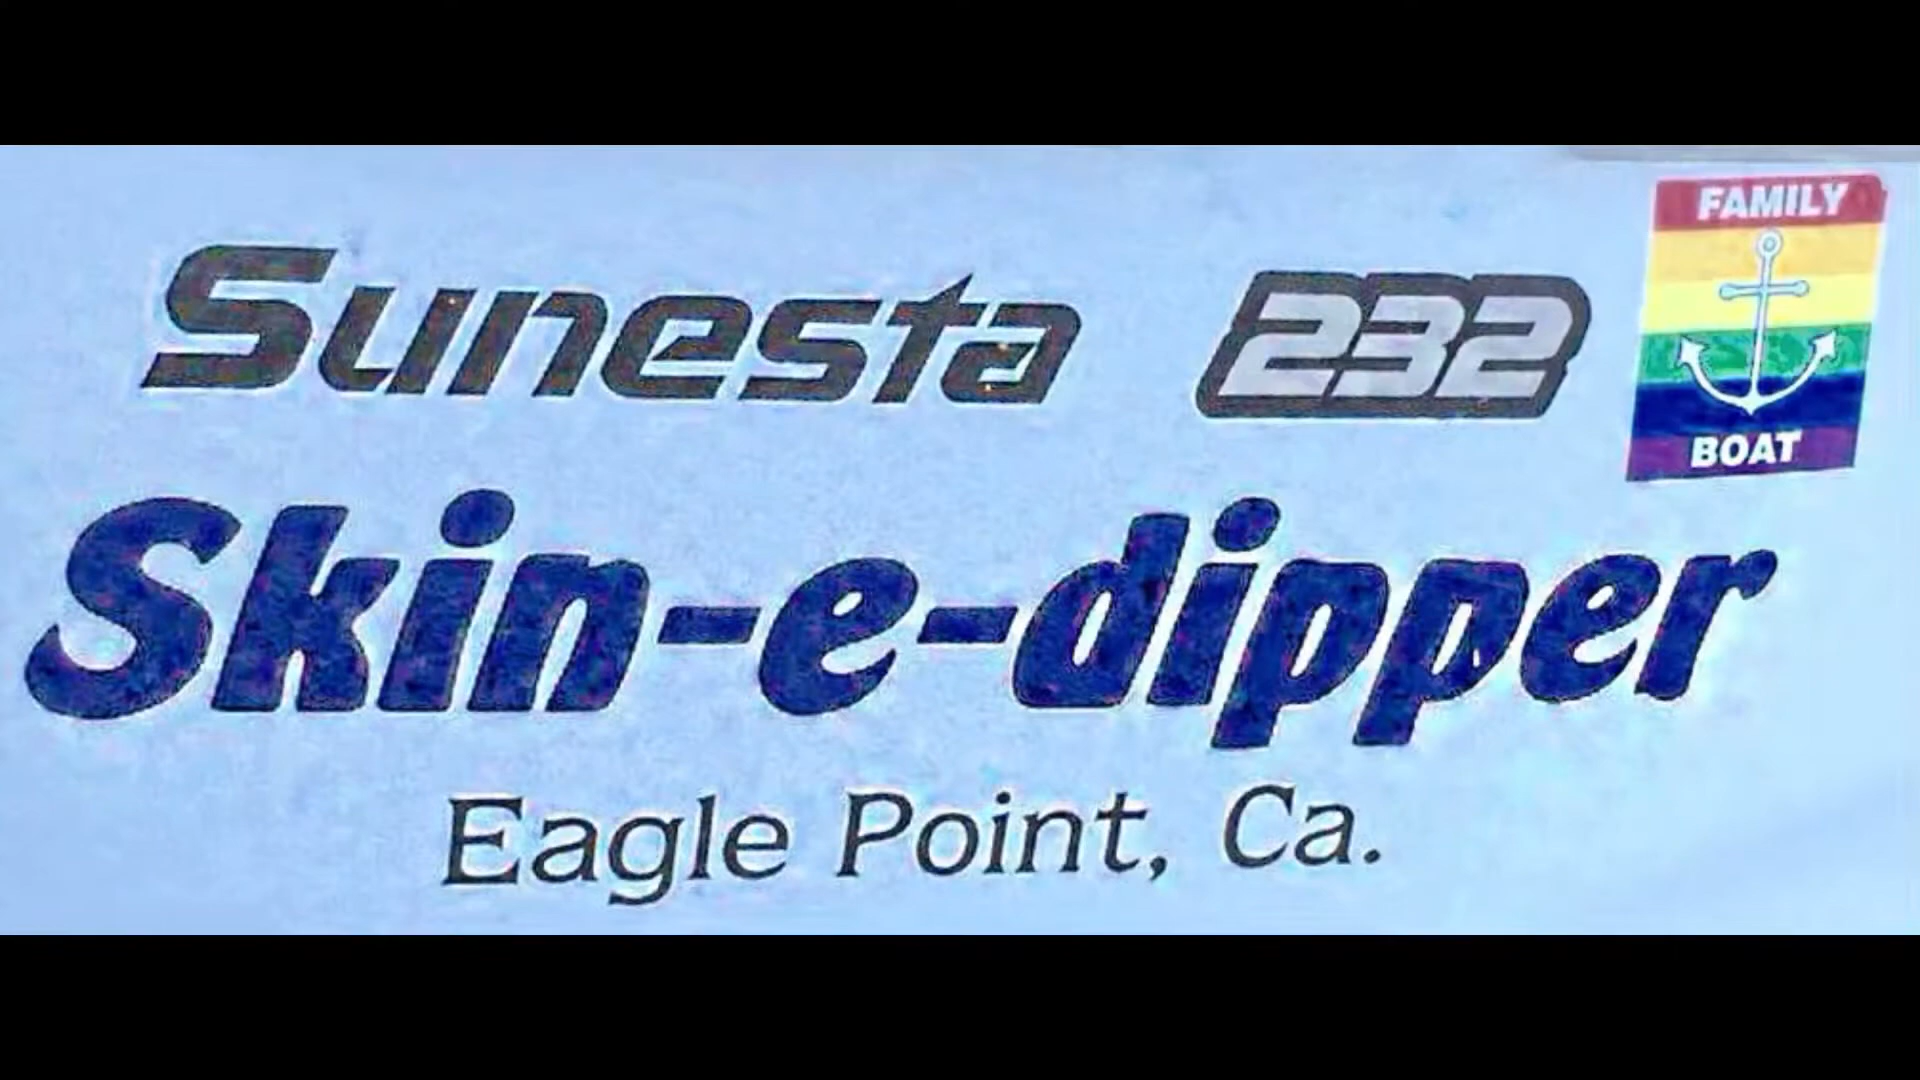 FAMILY
Sunesta 232
BOAT
Skin-e-dipper
Eagle Point, Ca.